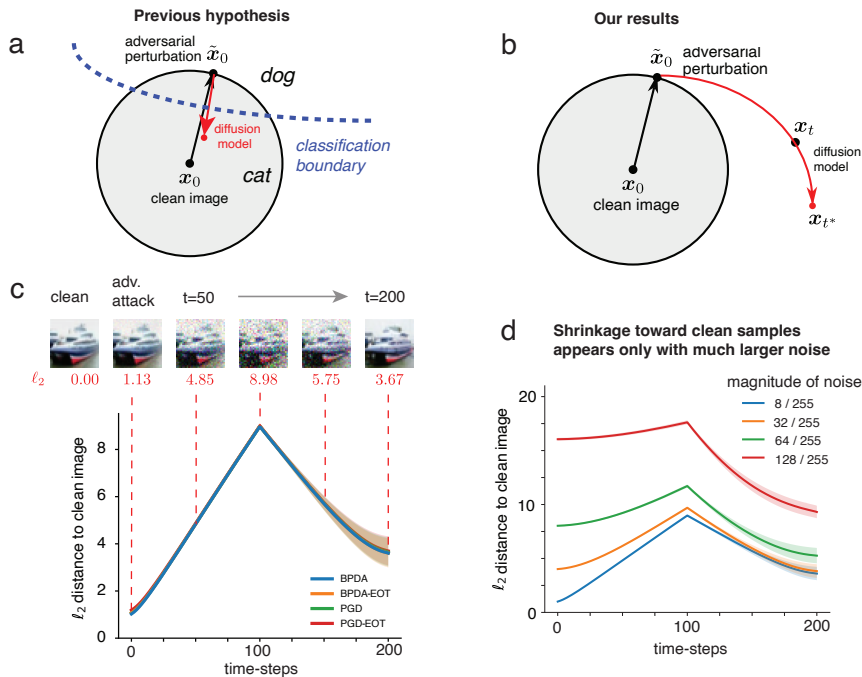 Previous hypothesis
a
adversarial
perturbation
x̃₀
dog
diffusion
model
classification
boundary
x₀
cat
clean image
Our results
b
x̃₀
adversarial
perturbation
xₜ
diffusion
model
x₀
clean image
xₜ*
c
clean
adv.
attack
t=50
t=200
ℓ₂ 0.00 1.13 4.85 8.98 5.75 3.67
ℓ₂ distance to clean image
8
6
4
2
0
BPDA
BPDA-EOT
PGD
PGD-EOT
0 100 200
time-steps
d
Shrinkage toward clean samples
appears only with much larger noise
magnitude of noise
8 / 255
32 / 255
64 / 255
128 / 255
ℓ₂ distance to clean image
20
10
0
0 100 200
time-steps